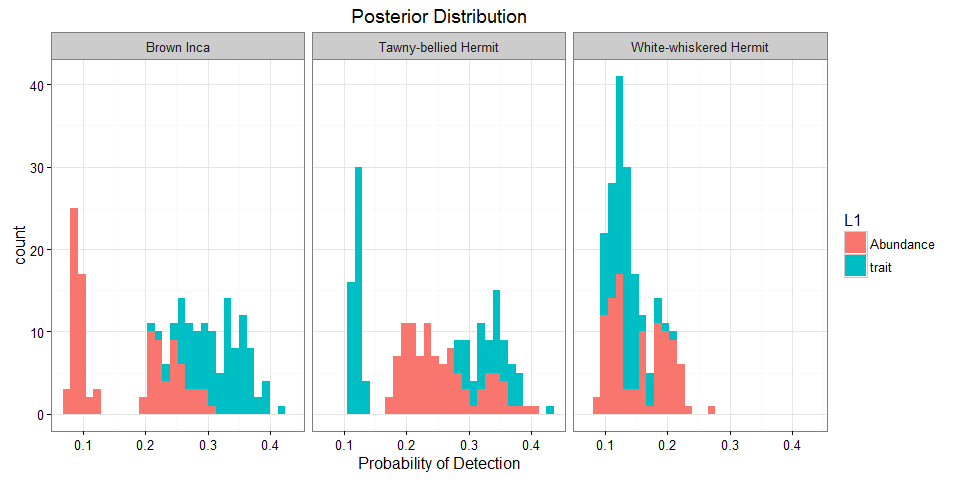 Posterior Distribution
Brown Inca
Tawny-bellied Hermit
White-whiskered Hermit
40
30
20
10
0
count
0.1 0.2 0.3 0.4
0.1 0.2 0.3 0.4
0.1 0.2 0.3 0.4
Probability of Detection
L1
Abundance
trait